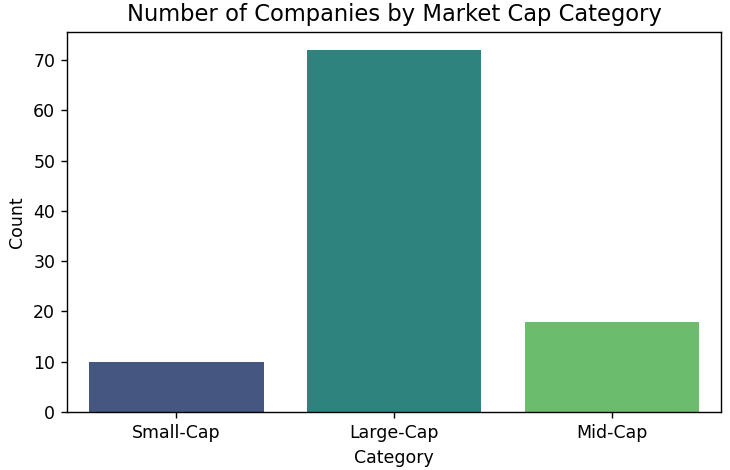 Number of Companies by Market Cap Category
70
60
50
40
30
20
10
0
Count
Small-Cap
Large-Cap
Mid-Cap
Category